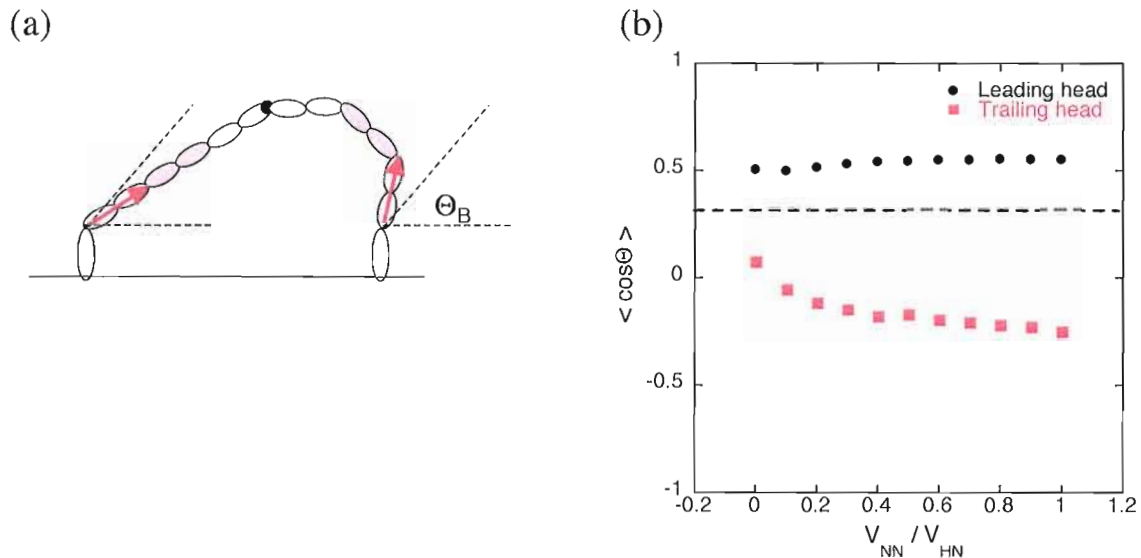 (a)
Θ_B
(b)
1
0.5
0
-0.5
-1
< cosΘ >
Leading head
Trailing head
-0.2 0 0.2 0.4 0.6 0.8 1 1.2
V_NN / V_HN